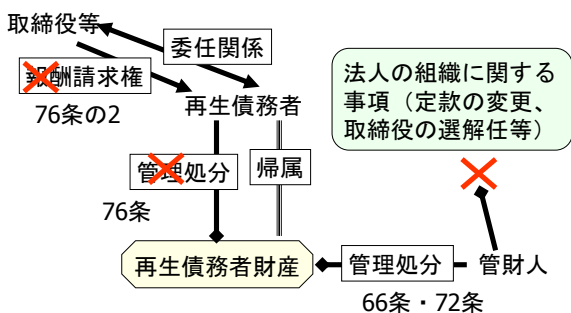 取締役等
委任関係
報酬請求権
76条の2
再生債務者
法人の組織に関する
事項（定款の変更、
取締役の選解任等）
管理処分
帰属
76条
再生債務者財産
管理処分
管財人
66条・72条